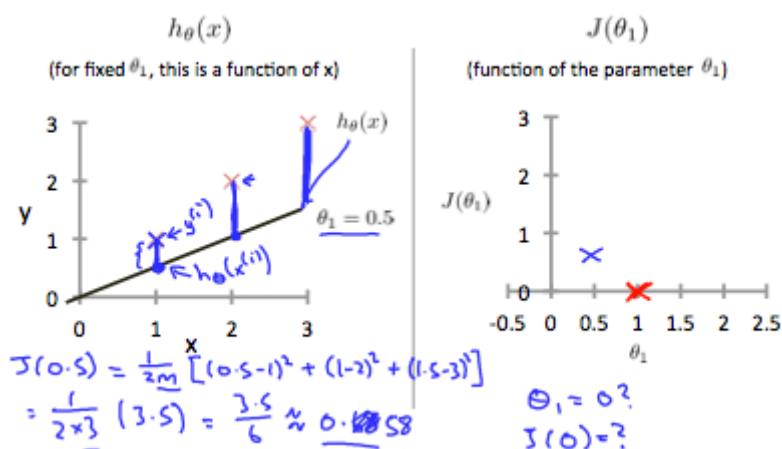 hθ(x)
(for fixed θ₁, this is a function of x)
3
2
1
0
y
0 1 2 3
x
hθ(x)
θ₁ = 0.5
y⁽ⁱ⁾
hθ(x⁽ⁱ⁾)
J(0.5) = 1/2m [(0.5-1)² + (1-2)² + (1.5-3)²]
= 1/2×3 (3.5) = 3.5/6 ≈ 0.58
J(θ₁)
(function of the parameter θ₁)
3
2
1
0
J(θ₁)
-0.5 0 0.5 1 1.5 2 2.5
θ₁
θ₁ = 0?
J(0) = ?